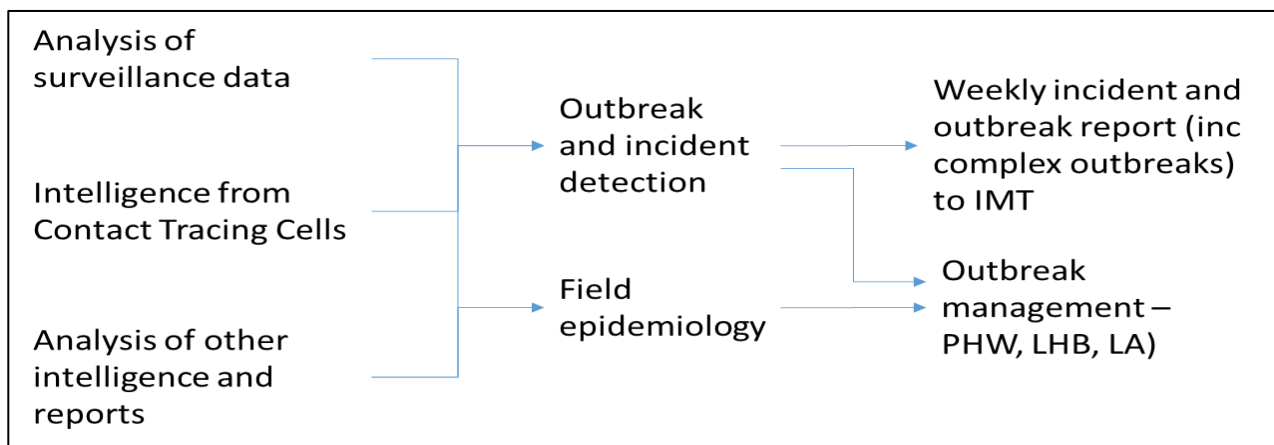 Analysis of
surveillance data
Intelligence from
Contact Tracing Cells
Analysis of other
intelligence and
reports
Outbreak
and incident
detection
Field
epidemiology
Weekly incident and
outbreak report (inc
complex outbreaks)
to IMT
Outbreak
management –
PHW, LHB, LA)